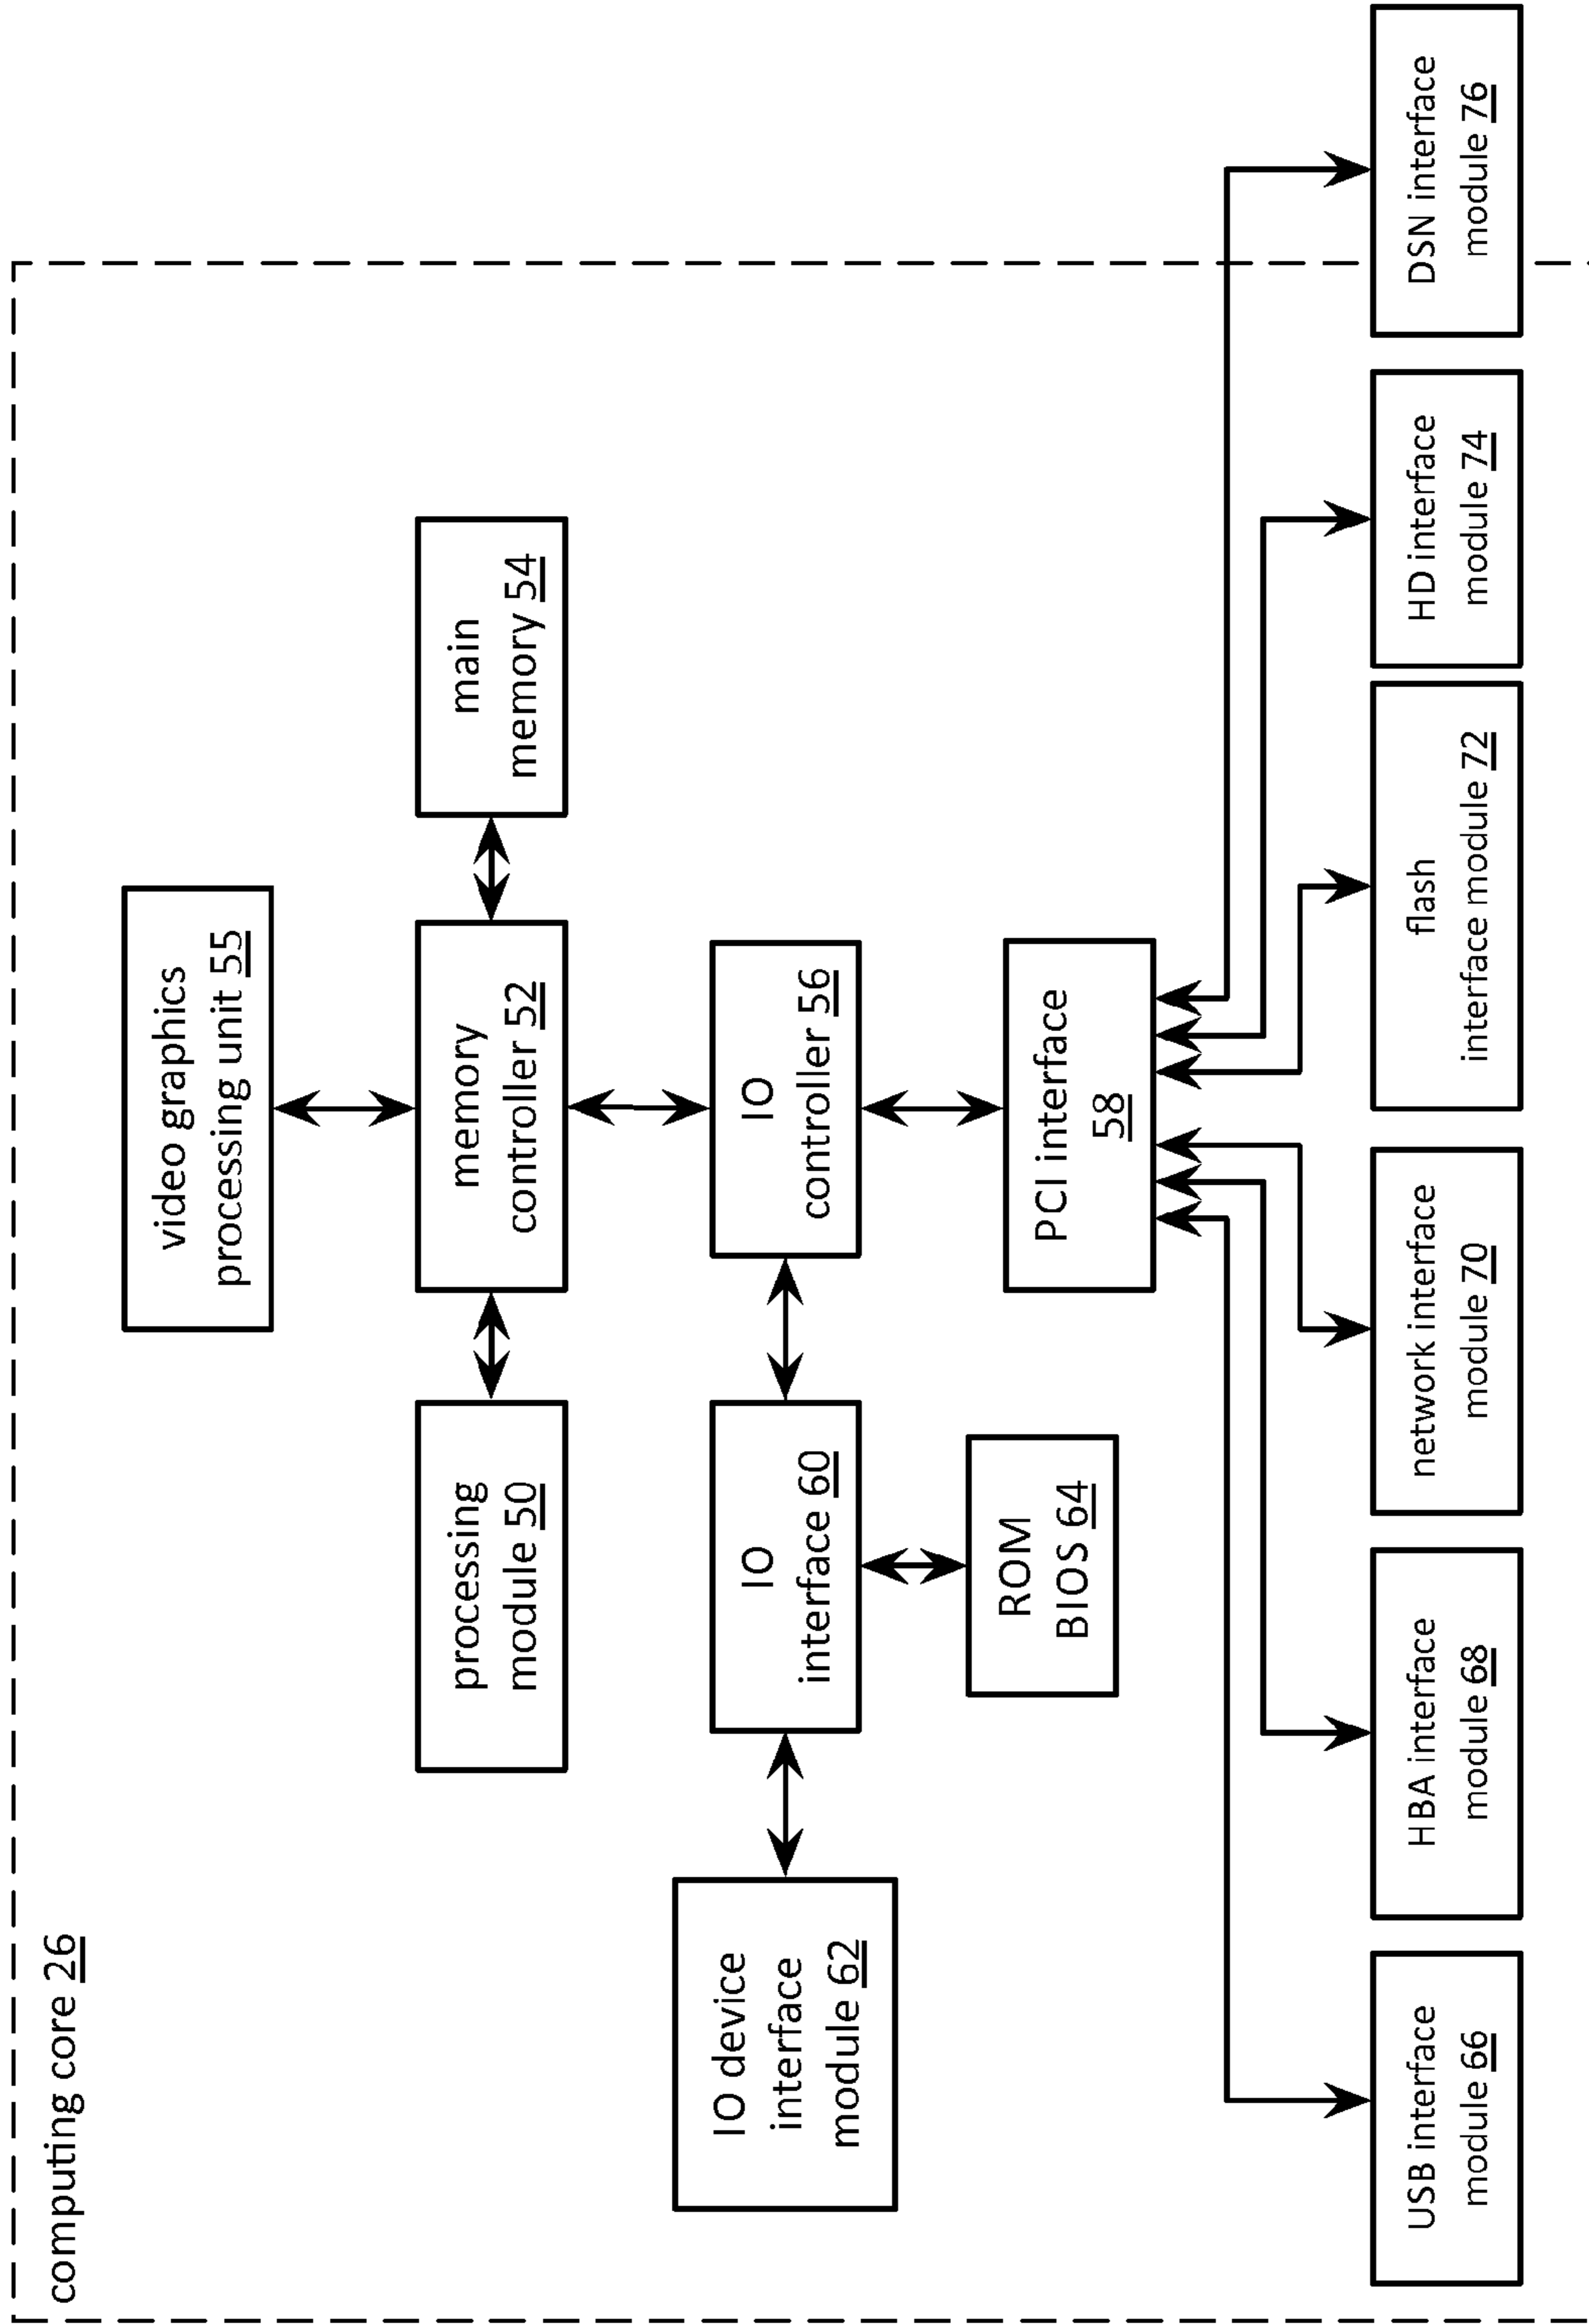 computing core 26
video graphics
processing unit 55
processing
module 50
memory
controller 52
main
memory 54
IO device
interface
module 62
IO
interface 60
IO
controller 56
ROM
BIOS 64
PCI interface
58
USB interface
module 66
HBA interface
module 68
network interface
module 70
flash
interface module 72
HD interface
module 74
DSN interface
module 76